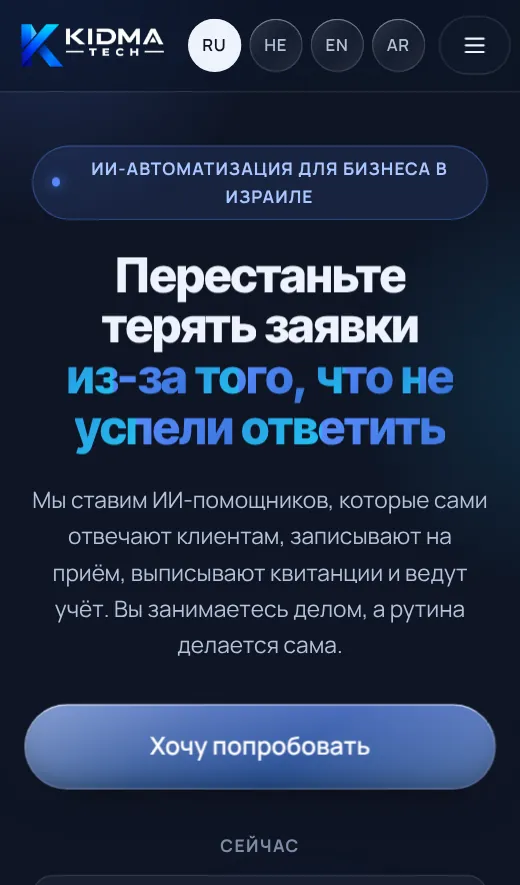 KIDMA
TECH
RU
HE
EN
AR
ИИ-АВТОМАТИЗАЦИЯ ДЛЯ БИЗНЕСА В
ИЗРАИЛЕ
Перестаньте
терять заявки
из-за того, что не
успели ответить
Мы ставим ИИ-помощников, которые сами
отвечают клиентам, записывают на
приём, выписывают квитанции и ведут
учёт. Вы занимаетесь делом, а рутина
делается сама.
Хочу попробовать
СЕЙЧАС